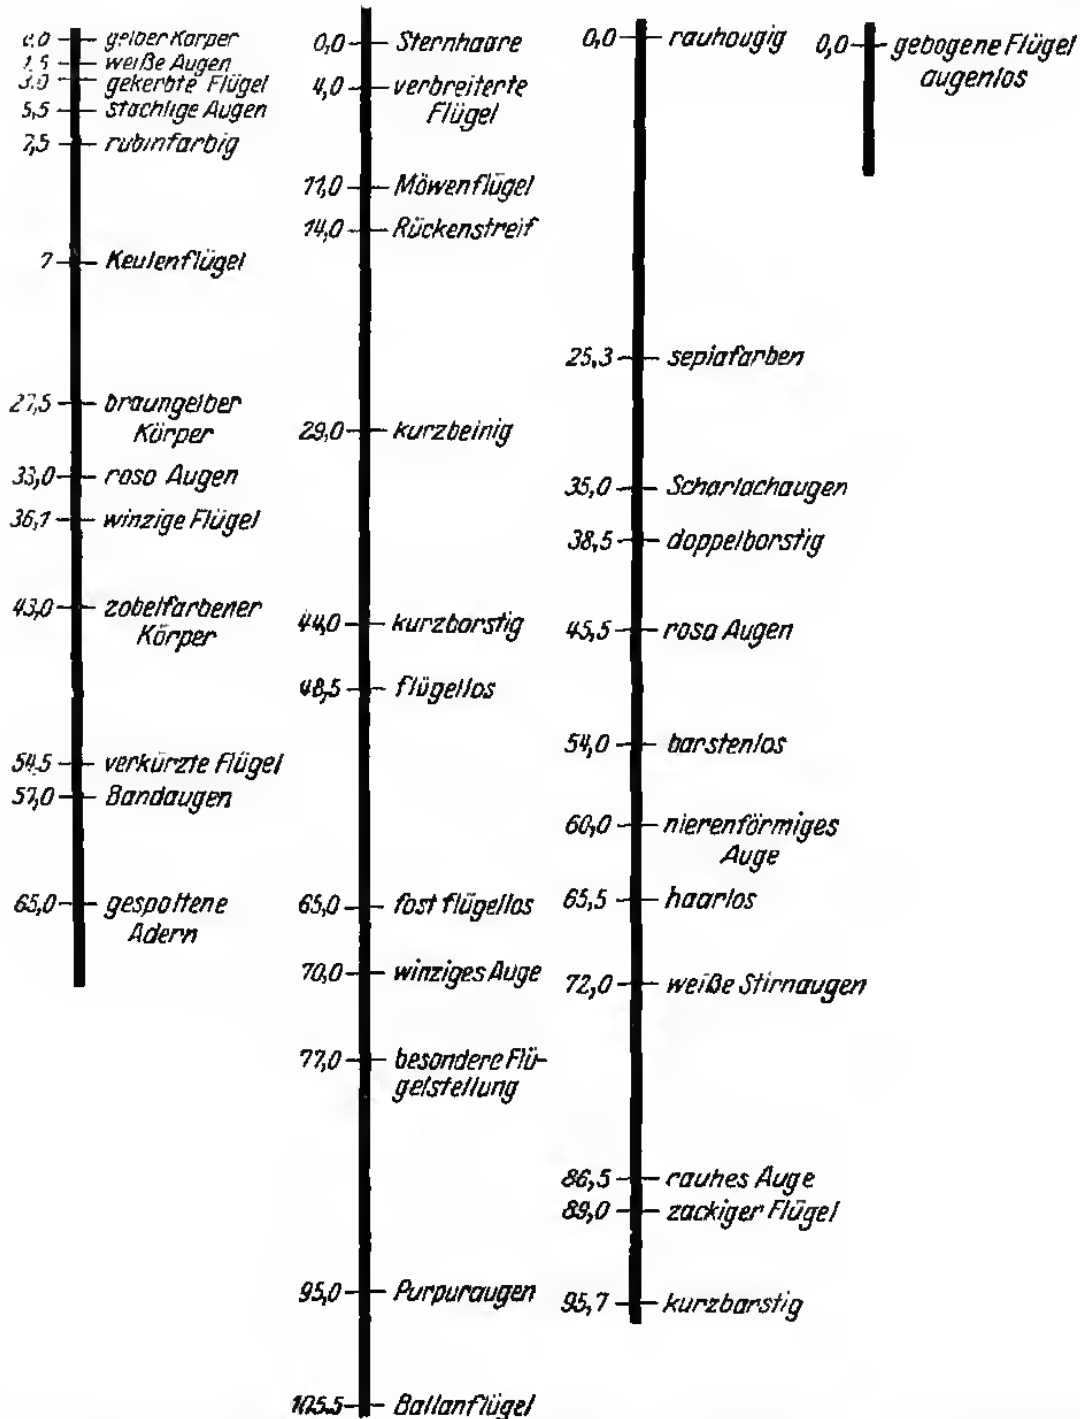 0,0 gelber Körper
1,5 weiße Augen
3,0 gekerbte Flügel
5,5 stachlige Augen
7,5 rubinfarbig
7 Keulenflügel
27,5 braungelber
Körper
33,0 rosa Augen
36,1 winzige Flügel
43,0 zobelfarbener
Körper
54,5 verkürzte Flügel
57,0 Bandaugen
65,0 gespaltene
Adern
0,0 Sternhaare
4,0 verbreiterte
Flügel
11,0 Möwenflügel
14,0 Rückenstreif
29,0 kurzbeinig
44,0 kurzborstig
48,5 flügellos
65,0 fast flügellos
70,0 winziges Auge
77,0 besondere Flü-
gelstellung
95,0 Purpuraugen
105,5 Ballonflügel
0,0 rauhaugig
25,3 sepiafarben
35,0 Scharlachaugen
38,5 doppelborstig
45,5 rosa Augen
54,0 borstenlos
60,0 nierenförmiges
Auge
65,5 haarlos
72,0 weiße Stirnaugen
86,5 rauhes Auge
89,0 zackiger Flügel
95,7 kurzborstig
0,0 gebogene Flügel
augenlos